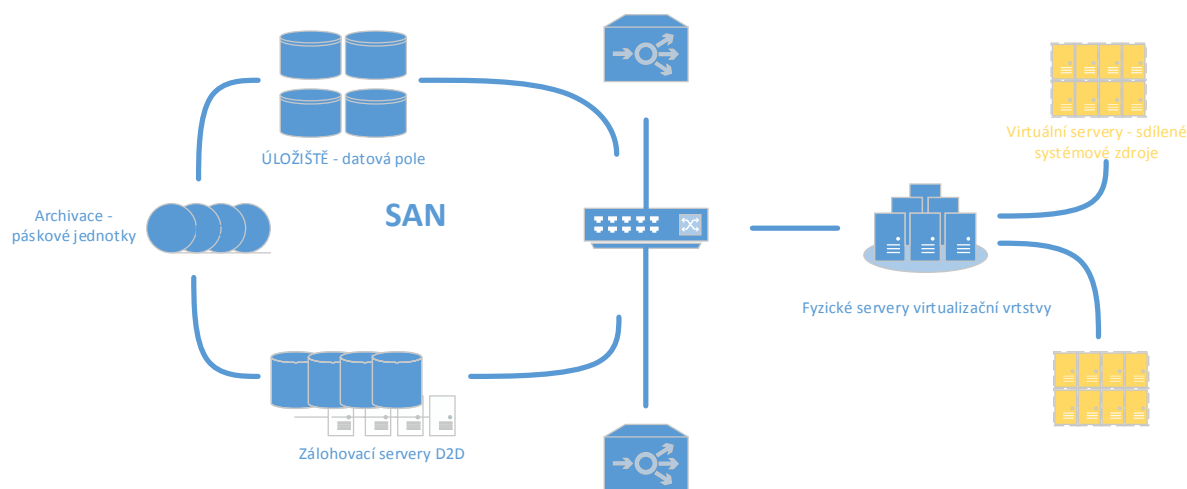 Virtuální servery - sdílené
systémové zdroje
ÚLOŽIŠTĚ - datová pole
SAN
Archivace -
páskové jednotky
Fyzické servery virtualizační vrtstvy
Zálohovací servery D2D